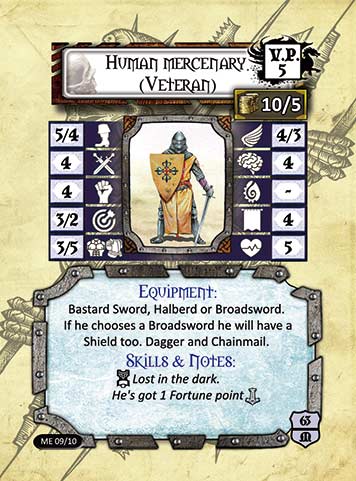 Human mercenary
(Veteran)
V.P.
5
10/5
5/4
4/3
4
4
4
-
3/2
4
3/5
5
Equipment:
Bastard Sword, Halberd or Broadsword.
If he chooses a Broadsword he will have a
Shield too. Dagger and Chainmail.
Skills & Notes:
Lost in the dark.
He's got 1 Fortune point
ME 09/10
63
M